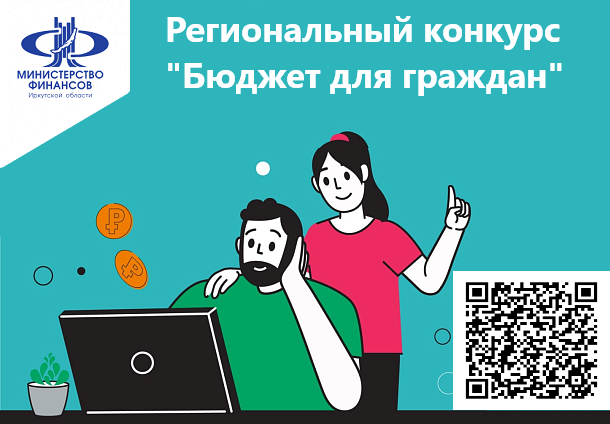 Региональный конкурс
"Бюджет для граждан"
МИНИСТЕРСТВО
ФИНАНСОВ
Иркутской области